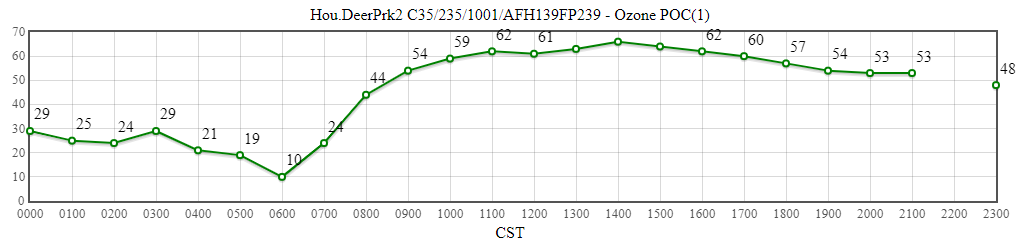 Hou.DeerPrk2 C35/235/1001/AFH139FP239 - Ozone POC(1)
70
60
50
40
30
20
10
0
29 25 24 29 21 19 10 24 44 54 59 62 61 62 60 57 54 53 53 48
0000 0100 0200 0300 0400 0500 0600 0700 0800 0900 1000 1100 1200 1300 1400 1500 1600 1700 1800 1900 2000 2100 2200 2300
CST